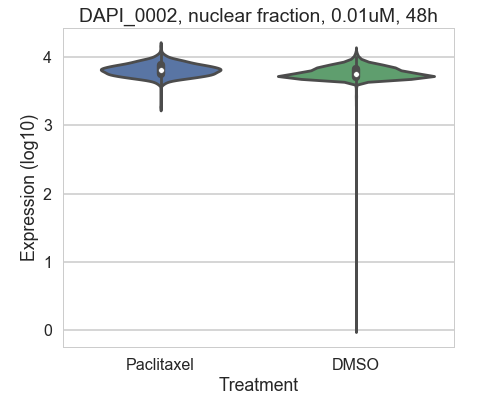 DAPI_0002, nuclear fraction, 0.01uM, 48h
Expression (log10)
4
3
2
1
0
Paclitaxel DMSO
Treatment